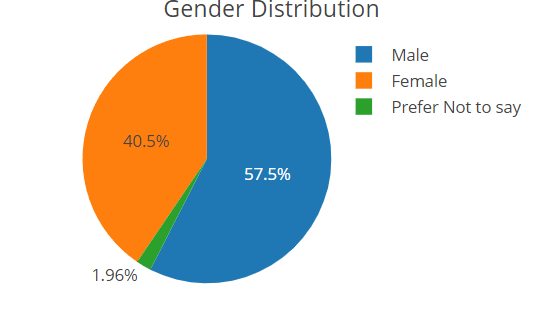 Gender Distribution
Male
Female
Prefer Not to say
40.5%
57.5%
1.96%